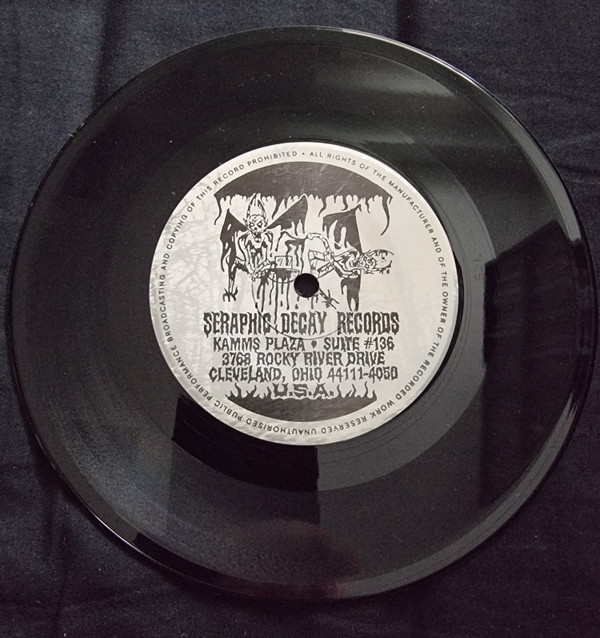 ALL RIGHTS OF THE MANUFACTURER AND OF THE OWNER OF THE RECORDED WORK RESERVED UNAUTHORISED PUBLIC PERFORMANCE BROADCASTING AND COPYING OF THIS RECORD PROHIBITED •
SERAPHIC DECAY RECORDS
KAMMS PLAZA • SUITE #136
3768 ROCKY RIVER DRIVE
CLEVELAND, OHIO 44111-4050
U.S.A.